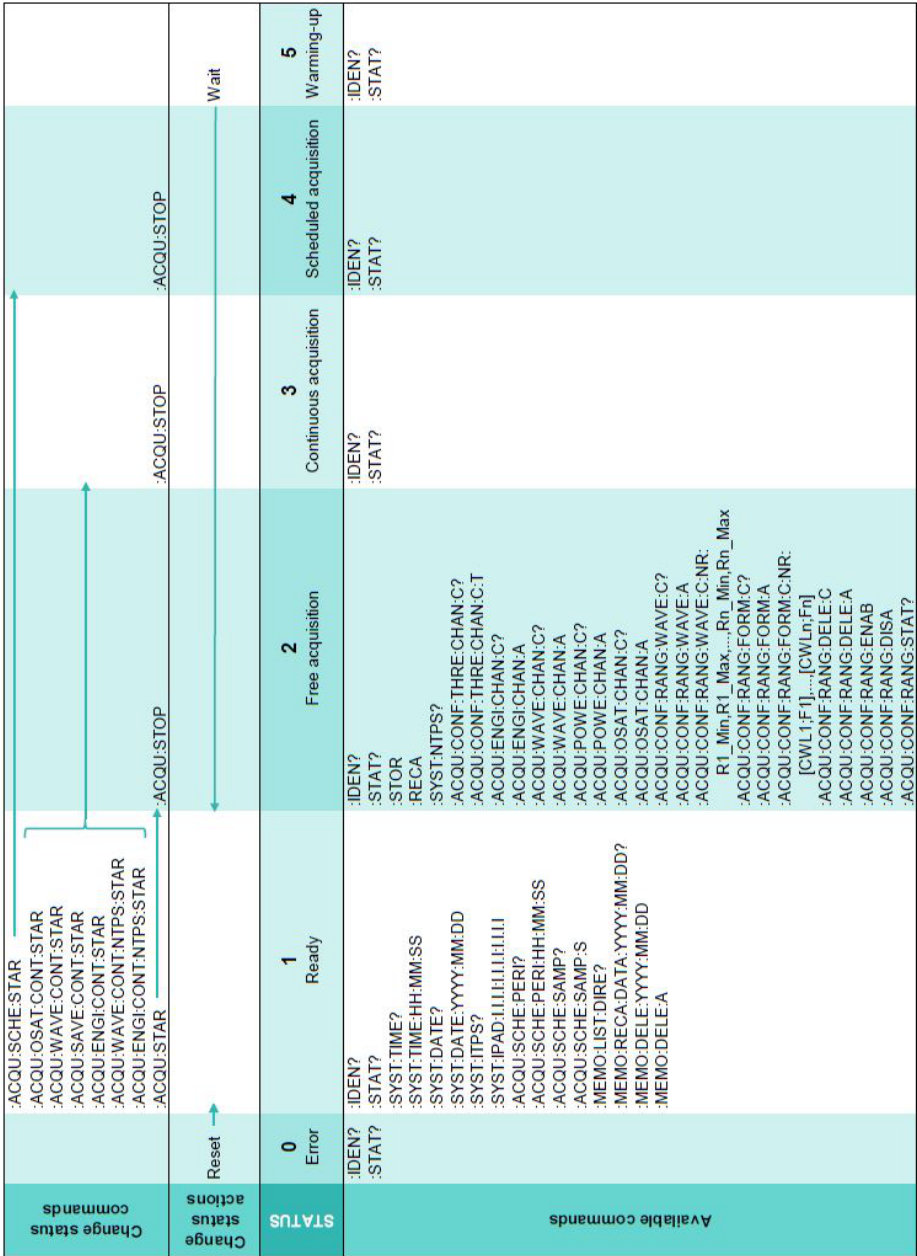 Change status
commands
:ACQU:SCHE:STAR
:ACQU:OSAT:CONT:STAR
:ACQU:WAVE:CONT:STAR
:ACQU:SAVE:CONT:STAR
:ACQU:ENGI:CONT:STAR
:ACQU:WAVE:CONT:NTPS:STAR
:ACQU:ENGI:CONT:NTPS:STAR
:ACQU:STAR
:ACQU:STOP
:ACQU:STOP
:ACQU:STOP
Change
status
actions
Reset
Wait
STATUS
0
Error
1
Ready
2
Free acquisition
3
Continuous acquisition
4
Scheduled acquisition
5
Warming-up
Available commands
:IDEN?
:STAT?
:IDEN?
:STAT?
:SYST:TIME?
:SYST:TIME:HH:MM:SS
:SYST:DATE?
:SYST:DATE:YYYY:MM:DD
:SYST:ITPS?
:SYST:IPAD:I.I.I.I:I.I.I.I:I.I.I.I
:ACQU:SCHE:PERI?
:ACQU:SCHE:PERI:HH:MM:SS
:ACQU:SCHE:SAMP?
:ACQU:SCHE:SAMP:S
:MEMO:LIST:DIRE?
:MEMO:RECA:DATA:YYYY:MM:DD?
:MEMO:DELE:YYYY:MM:DD
:MEMO:DELE:A
:IDEN?
:STAT?
:STOR
:RECA
:SYST:NTPS?
:ACQU:CONF:THRE:CHAN:C?
:ACQU:CONF:THRE:CHAN:C:T
:ACQU:ENGI:CHAN:C?
:ACQU:ENGI:CHAN:A
:ACQU:WAVE:CHAN:C?
:ACQU:WAVE:CHAN:A
:ACQU:POWE:CHAN:C?
:ACQU:POWE:CHAN:A
:ACQU:OSAT:CHAN:C?
:ACQU:OSAT:CHAN:A
:ACQU:CONF:RANG:WAVE:C?
:ACQU:CONF:RANG:WAVE:A
:ACQU:CONF:RANG:WAVE:C:NR:
R1_Min,R1_Max,...,Rn_Min,Rn_Max
:ACQU:CONF:RANG:FORM:C?
:ACQU:CONF:RANG:FORM:A
:ACQU:CONF:RANG:FORM:C:NR:
[CWL1;F1],...,[CWLn;Fn]
:ACQU:CONF:RANG:DELE:C
:ACQU:CONF:RANG:DELE:A
:ACQU:CONF:RANG:ENAB
:ACQU:CONF:RANG:DISA
:ACQU:CONF:RANG:STAT?
:IDEN?
:STAT?
:IDEN?
:STAT?
:IDEN?
:STAT?